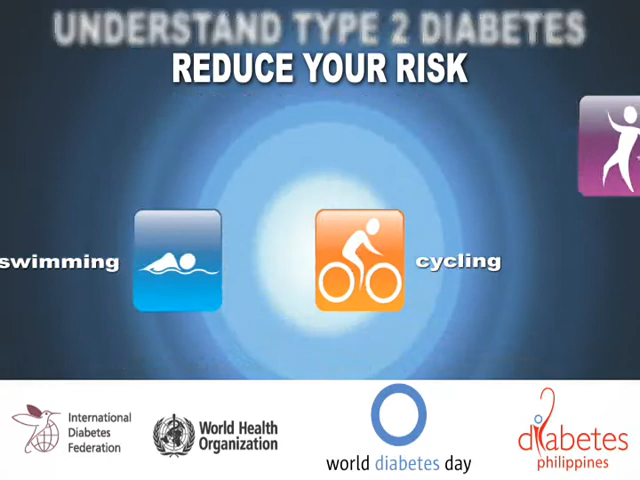 UNDERSTAND TYPE 2 DIABETES
REDUCE YOUR RISK
swimming
cycling
International
Diabetes
Federation
World Health
Organization
world diabetes day
diabetes
philippines